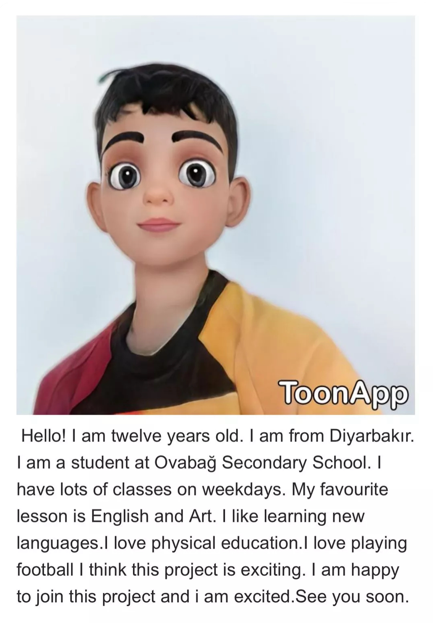 ToonApp
Hello! I am twelve years old. I am from Diyarbakır.
I am a student at Ovabağ Secondary School. I
have lots of classes on weekdays. My favourite
lesson is English and Art. I like learning new
languages.I love physical education.I love playing
football I think this project is exciting. I am happy
to join this project and i am excited.See you soon.